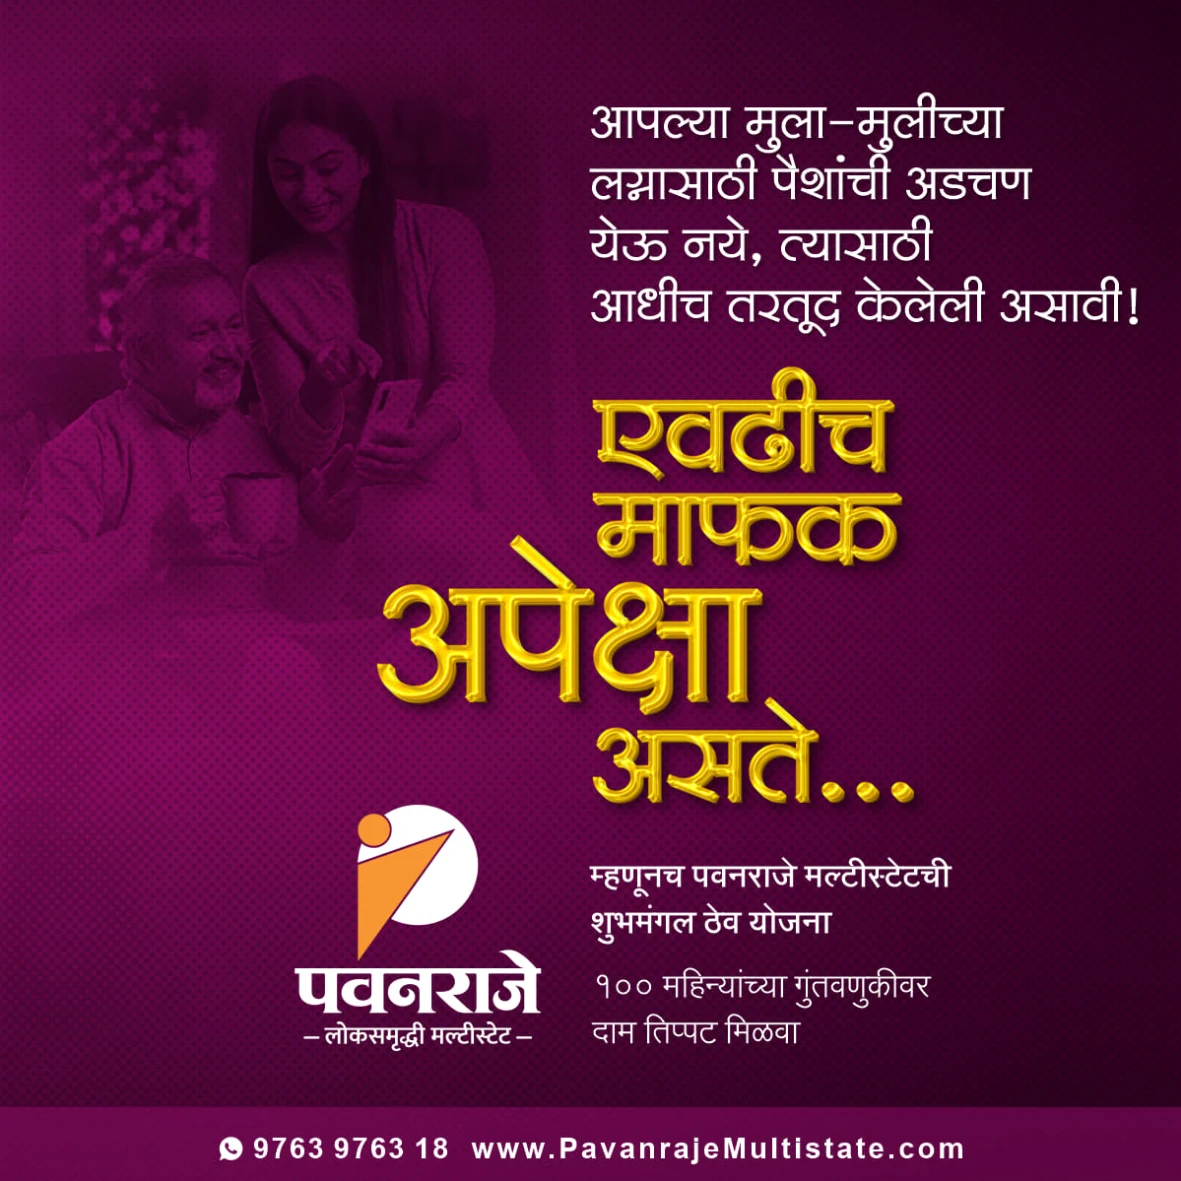 आपल्या मुला-मुलीच्या
लग्नासाठी पैशांची अडचण
येऊ नये, त्यासाठी
आधीच तरतूद केलेली असावी!
एवढीच
माफक
अपेक्षा
असते...
म्हणूनच पवनराजे मल्टीस्टेटची
शुभमंगल ठेव योजना
१०० महिन्यांच्या गुंतवणुकीवर
दाम तिप्पट मिळवा
पवनराजे
– लोकसमृद्धी मल्टीस्टेट –
9763 9763 18 www.PavanrajeMultistate.com